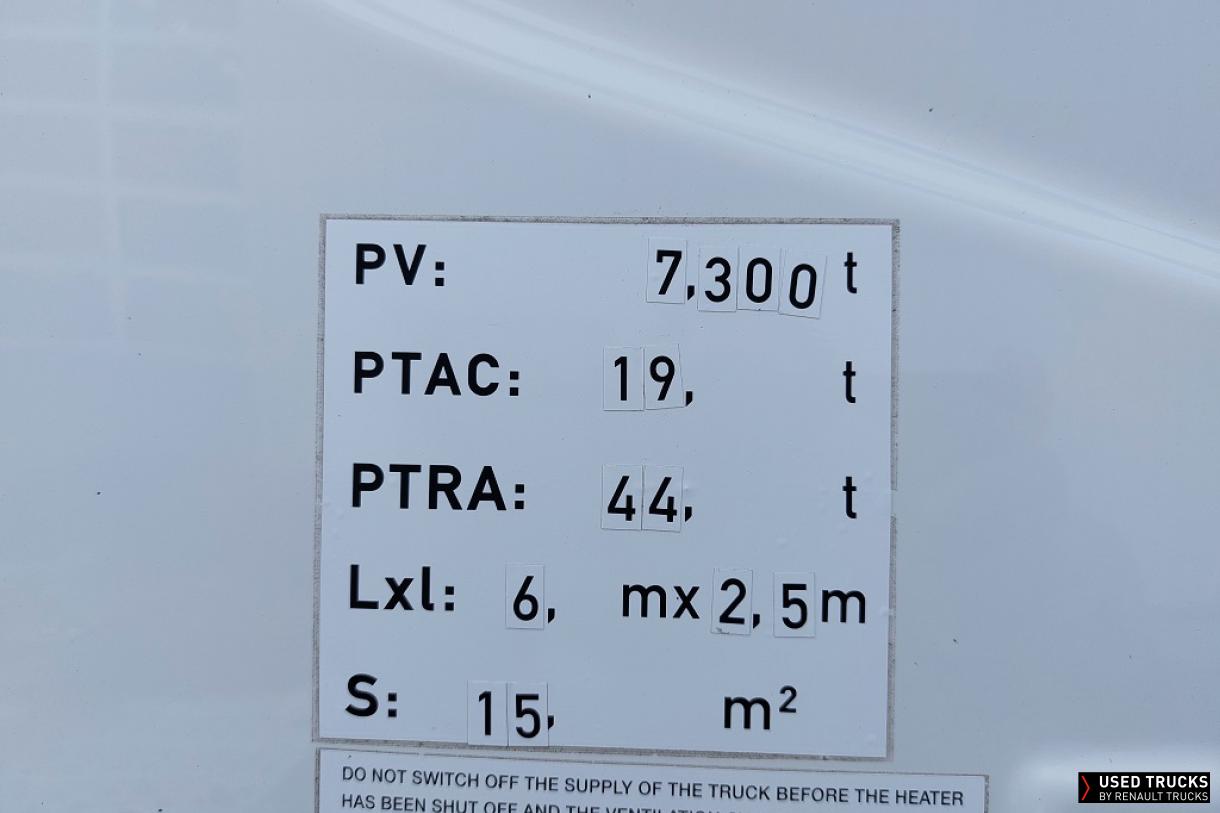 PV: 7,300 t
PTAC: 19, t
PTRA: 44, t
Lxl: 6, mx 2,5 m
S: 15, m²
DO NOT SWITCH OFF THE SUPPLY OF THE TRUCK BEFORE THE HEATER
HAS BEEN SHUT OFF AND THE
USED TRUCKS
BY RENAULT TRUCKS